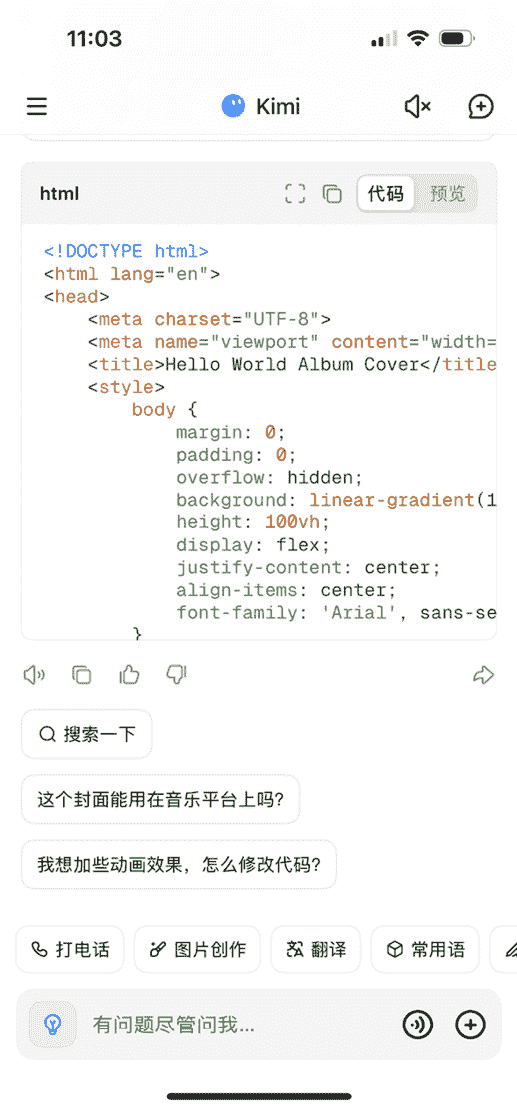 11:03
Kimi
html
代码
预览
<!DOCTYPE html>
<html lang="en">
<head>
<meta charset="UTF-8">
<meta name="viewport" content="width=
<title>Hello World Album Cover</title
<style>
body {
margin: 0;
padding: 0;
overflow: hidden;
background: linear-gradient(1
height: 100vh;
display: flex;
justify-content: center;
align-items: center;
font-family: 'Arial', sans-se
}
搜索一下
这个封面能用在音乐平台上吗?
我想加些动画效果，怎么修改代码?
打电话
图片创作
翻译
常用语
有问题尽管问我...